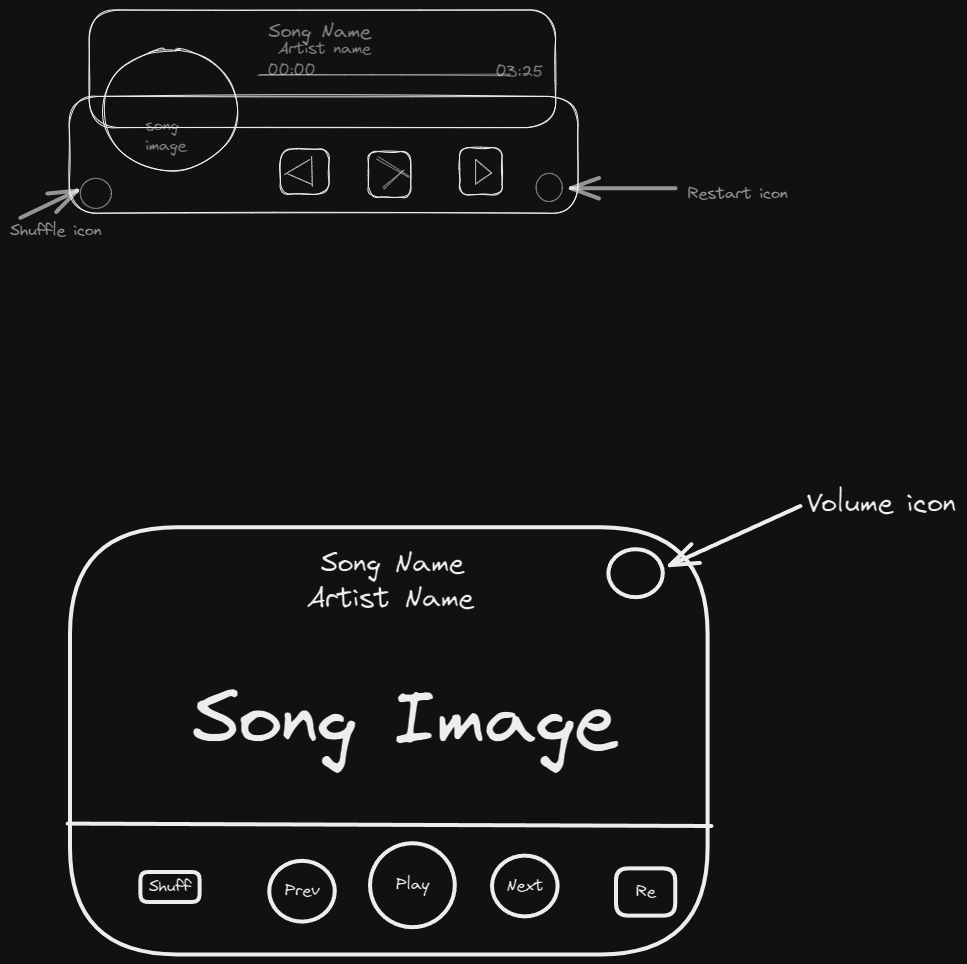 Song Name
Artist name
00:00
03:25
song
image
Shuffle icon
Restart icon
Volume icon
Song Name
Artist Name
Song Image
Shuff
Prev
Play
Next
Re